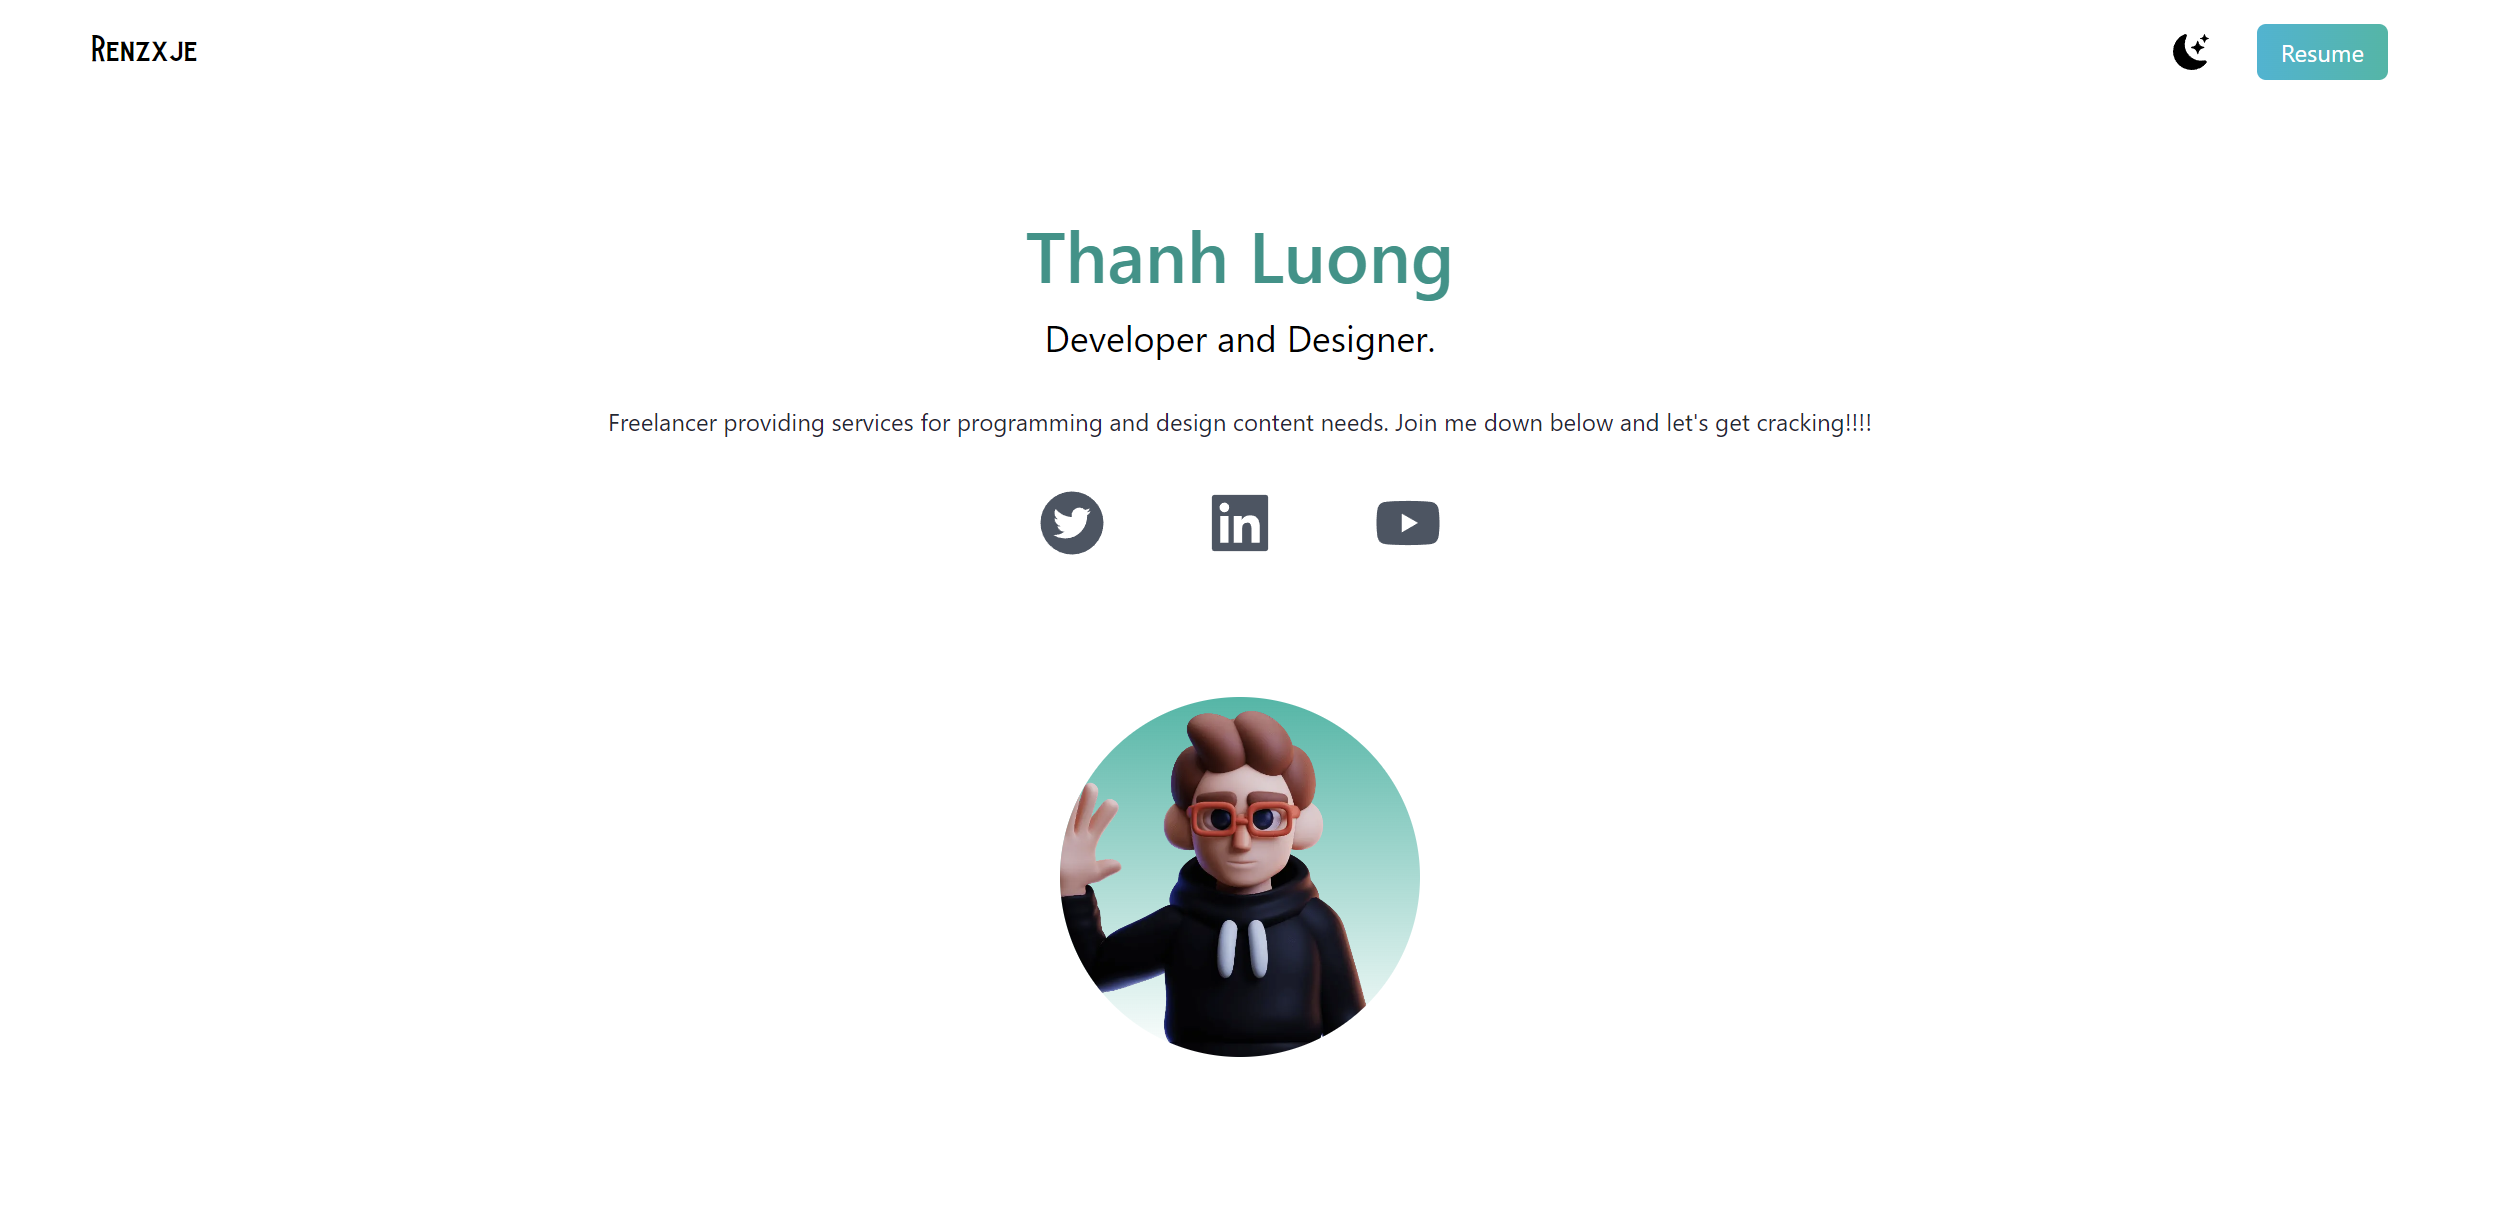 Renzxje
Resume
Thanh Luong
Developer and Designer.
Freelancer providing services for programming and design content needs. Join me down below and let's get cracking!!!!
in